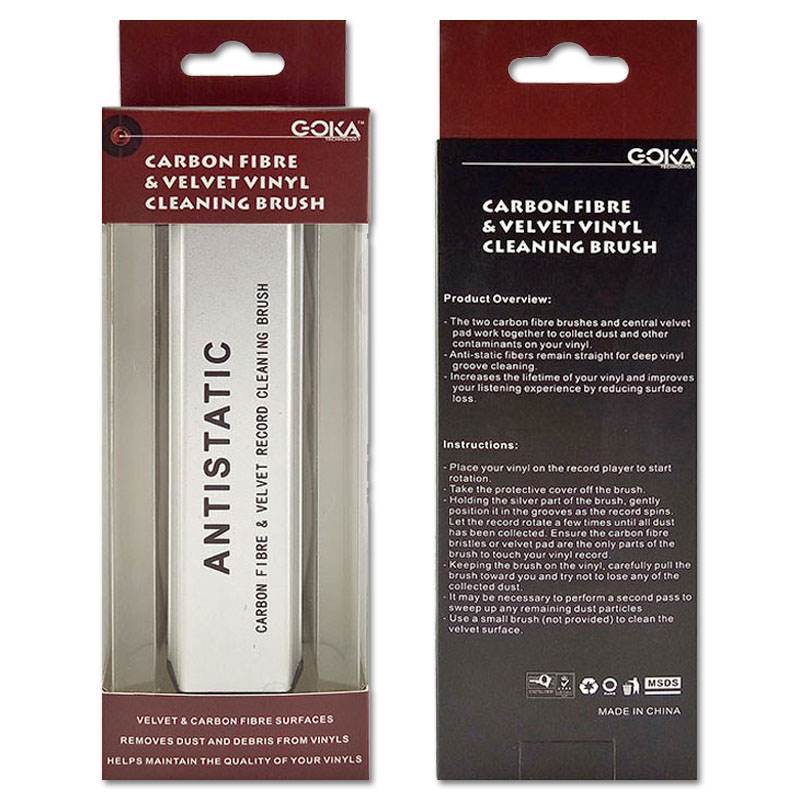 GOKA™
TECHNOLOGY
CARBON FIBRE
& VELVET VINYL
CLEANING BRUSH
ANTISTATIC
CARBON FIBRE & VELVET RECORD CLEANING BRUSH
VELVET & CARBON FIBRE SURFACES
REMOVES DUST AND DEBRIS FROM VINYLS
HELPS MAINTAIN THE QUALITY OF YOUR VINYLS
GOKA™
TECHNOLOGY
CARBON FIBRE
& VELVET VINYL
CLEANING BRUSH
Product Overview:
- The two carbon fibre brushes and central velvet
pad work together to collect dust and other
contaminants on your vinyl.
- Anti-static fibers remain straight for deep vinyl
groove cleaning.
- Increases the lifetime of your vinyl and improves
your listening experience by reducing surface
loss.
Instructions:
- Place your vinyl on the record player to start
rotation.
- Take the protective cover off the brush.
- Holding the silver part of the brush, gently
position it in the grooves as the record spins.
Let the record rotate a few times until all dust
has been collected. Ensure the carbon fibre
bristles or velvet pad are the only parts of the
brush to touch your vinyl record.
- Keeping the brush on the vinyl, carefully pull the
brush toward you and try not to lose any of the
collected dust.
- It may be necessary to perform a second pass to
sweep up any remaining dust particles
- Use a small brush (not provided) to clean the
velvet surface.
MSDS
MADE IN CHINA